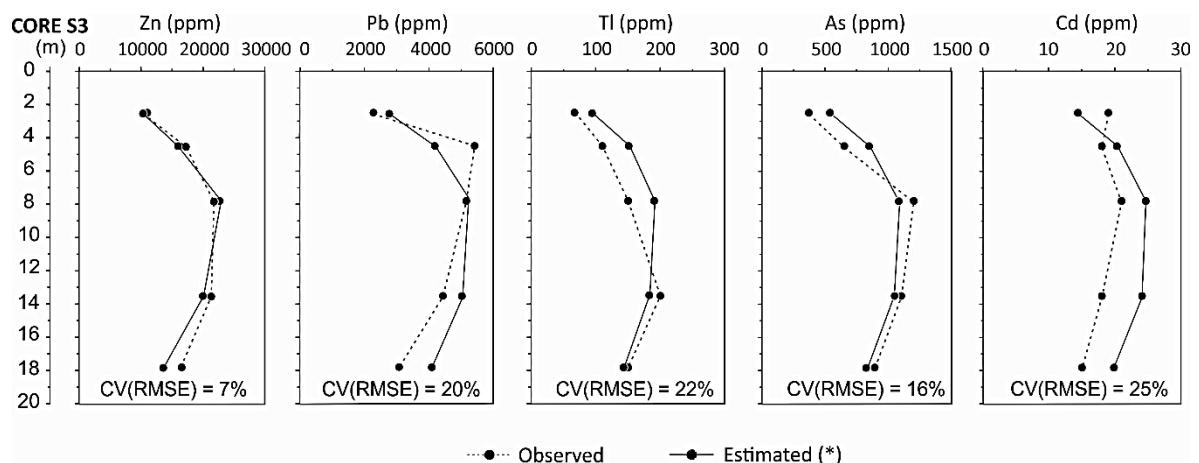 CORE S3 Zn (ppm) Pb (ppm) Tl (ppm) As (ppm) Cd (ppm)
(m) 0 10000 20000 30000 0 2000 4000 6000 0 100 200 300 0 500 1000 1500 0 10 20 30
0
2
4
6
8
10
12
14
16
18
20
CV(RMSE) = 7% CV(RMSE) = 20% CV(RMSE) = 22% CV(RMSE) = 16% CV(RMSE) = 25%
Observed Estimated (*)